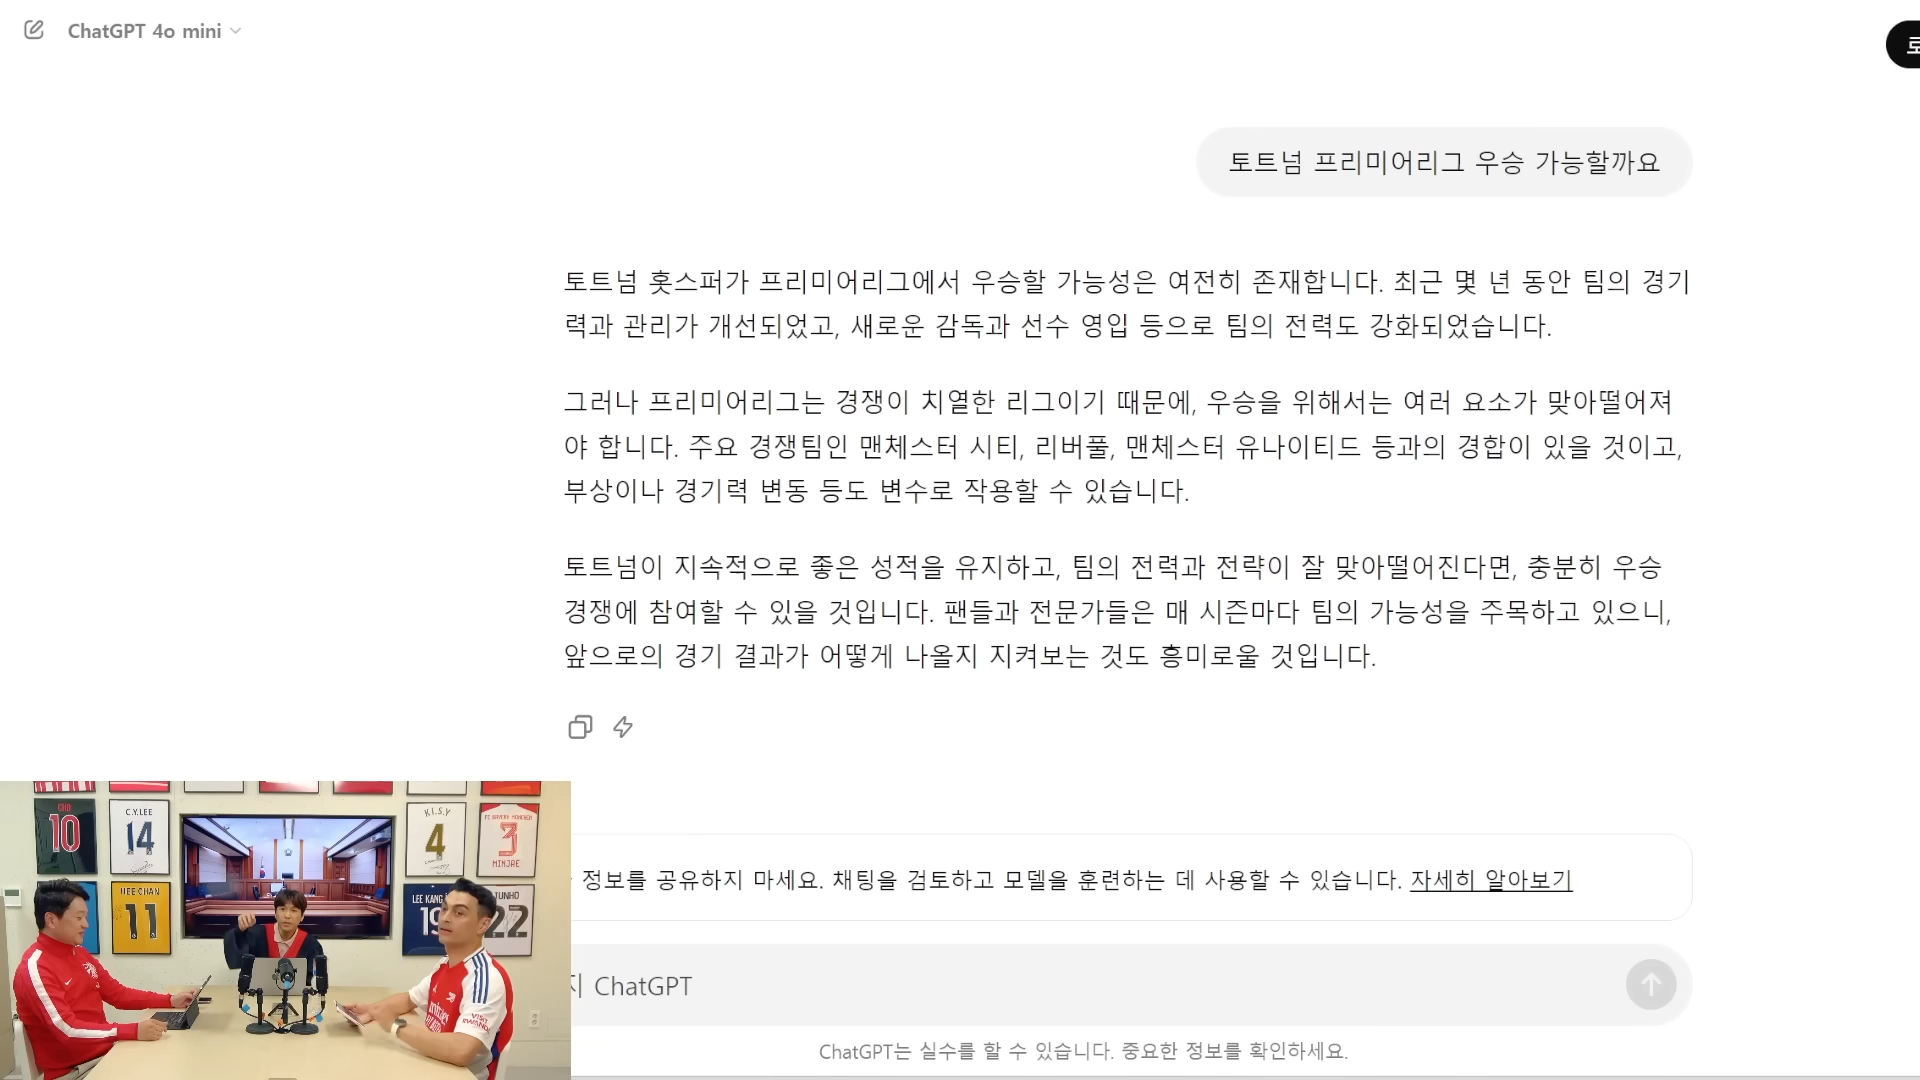 ChatGPT 4o mini
토트넘 프리미어리그 우승 가능할까요
토트넘 홋스퍼가 프리미어리그에서 우승할 가능성은 여전히 존재합니다. 최근 몇 년 동안 팀의 경기
력과 관리가 개선되었고, 새로운 감독과 선수 영입 등으로 팀의 전력도 강화되었습니다.
그러나 프리미어리그는 경쟁이 치열한 리그이기 때문에, 우승을 위해서는 여러 요소가 맞아떨어져
야 합니다. 주요 경쟁팀인 맨체스터 시티, 리버풀, 맨체스터 유나이티드 등과의 경합이 있을 것이고,
부상이나 경기력 변동 등도 변수로 작용할 수 있습니다.
토트넘이 지속적으로 좋은 성적을 유지하고, 팀의 전력과 전략이 잘 맞아떨어진다면, 충분히 우승
경쟁에 참여할 수 있을 것입니다. 팬들과 전문가들은 매 시즌마다 팀의 가능성을 주목하고 있으니,
앞으로의 경기 결과가 어떻게 나올지 지켜보는 것도 흥미로울 것입니다.
정보를 공유하지 마세요. 채팅을 검토하고 모델을 훈련하는 데 사용할 수 있습니다. 자세히 알아보기
ChatGPT
ChatGPT는 실수를 할 수 있습니다. 중요한 정보를 확인하세요.
CHO
10
C.Y.LEE
14
K.I.S.Y
4
3
MINJAE
HEE CHAN
11
LEE KANG
19
22